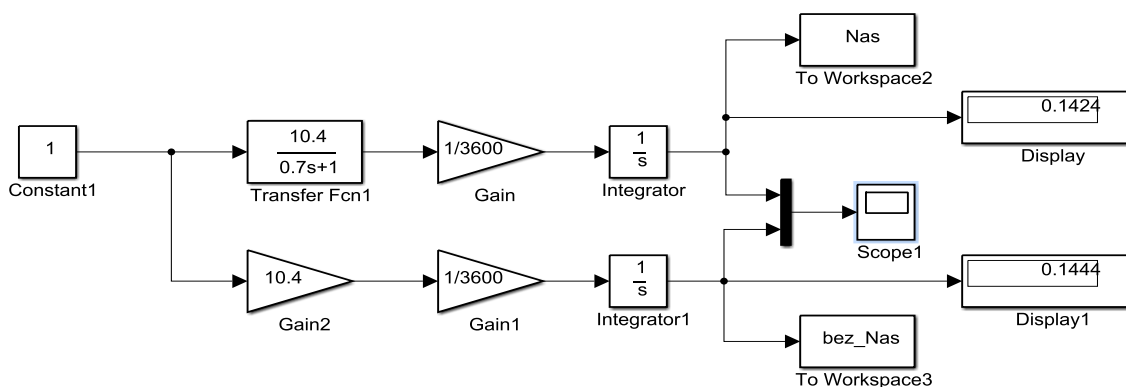 Nas
To Workspace2
0.1424
Display
1
Constant1
10.4
0.7s+1
Transfer Fcn1
1/3600
Gain
1
s
Integrator
Scope1
10.4
Gain2
1/3600
Gain1
1
s
Integrator1
0.1444
Display1
bez_Nas
To Workspace3